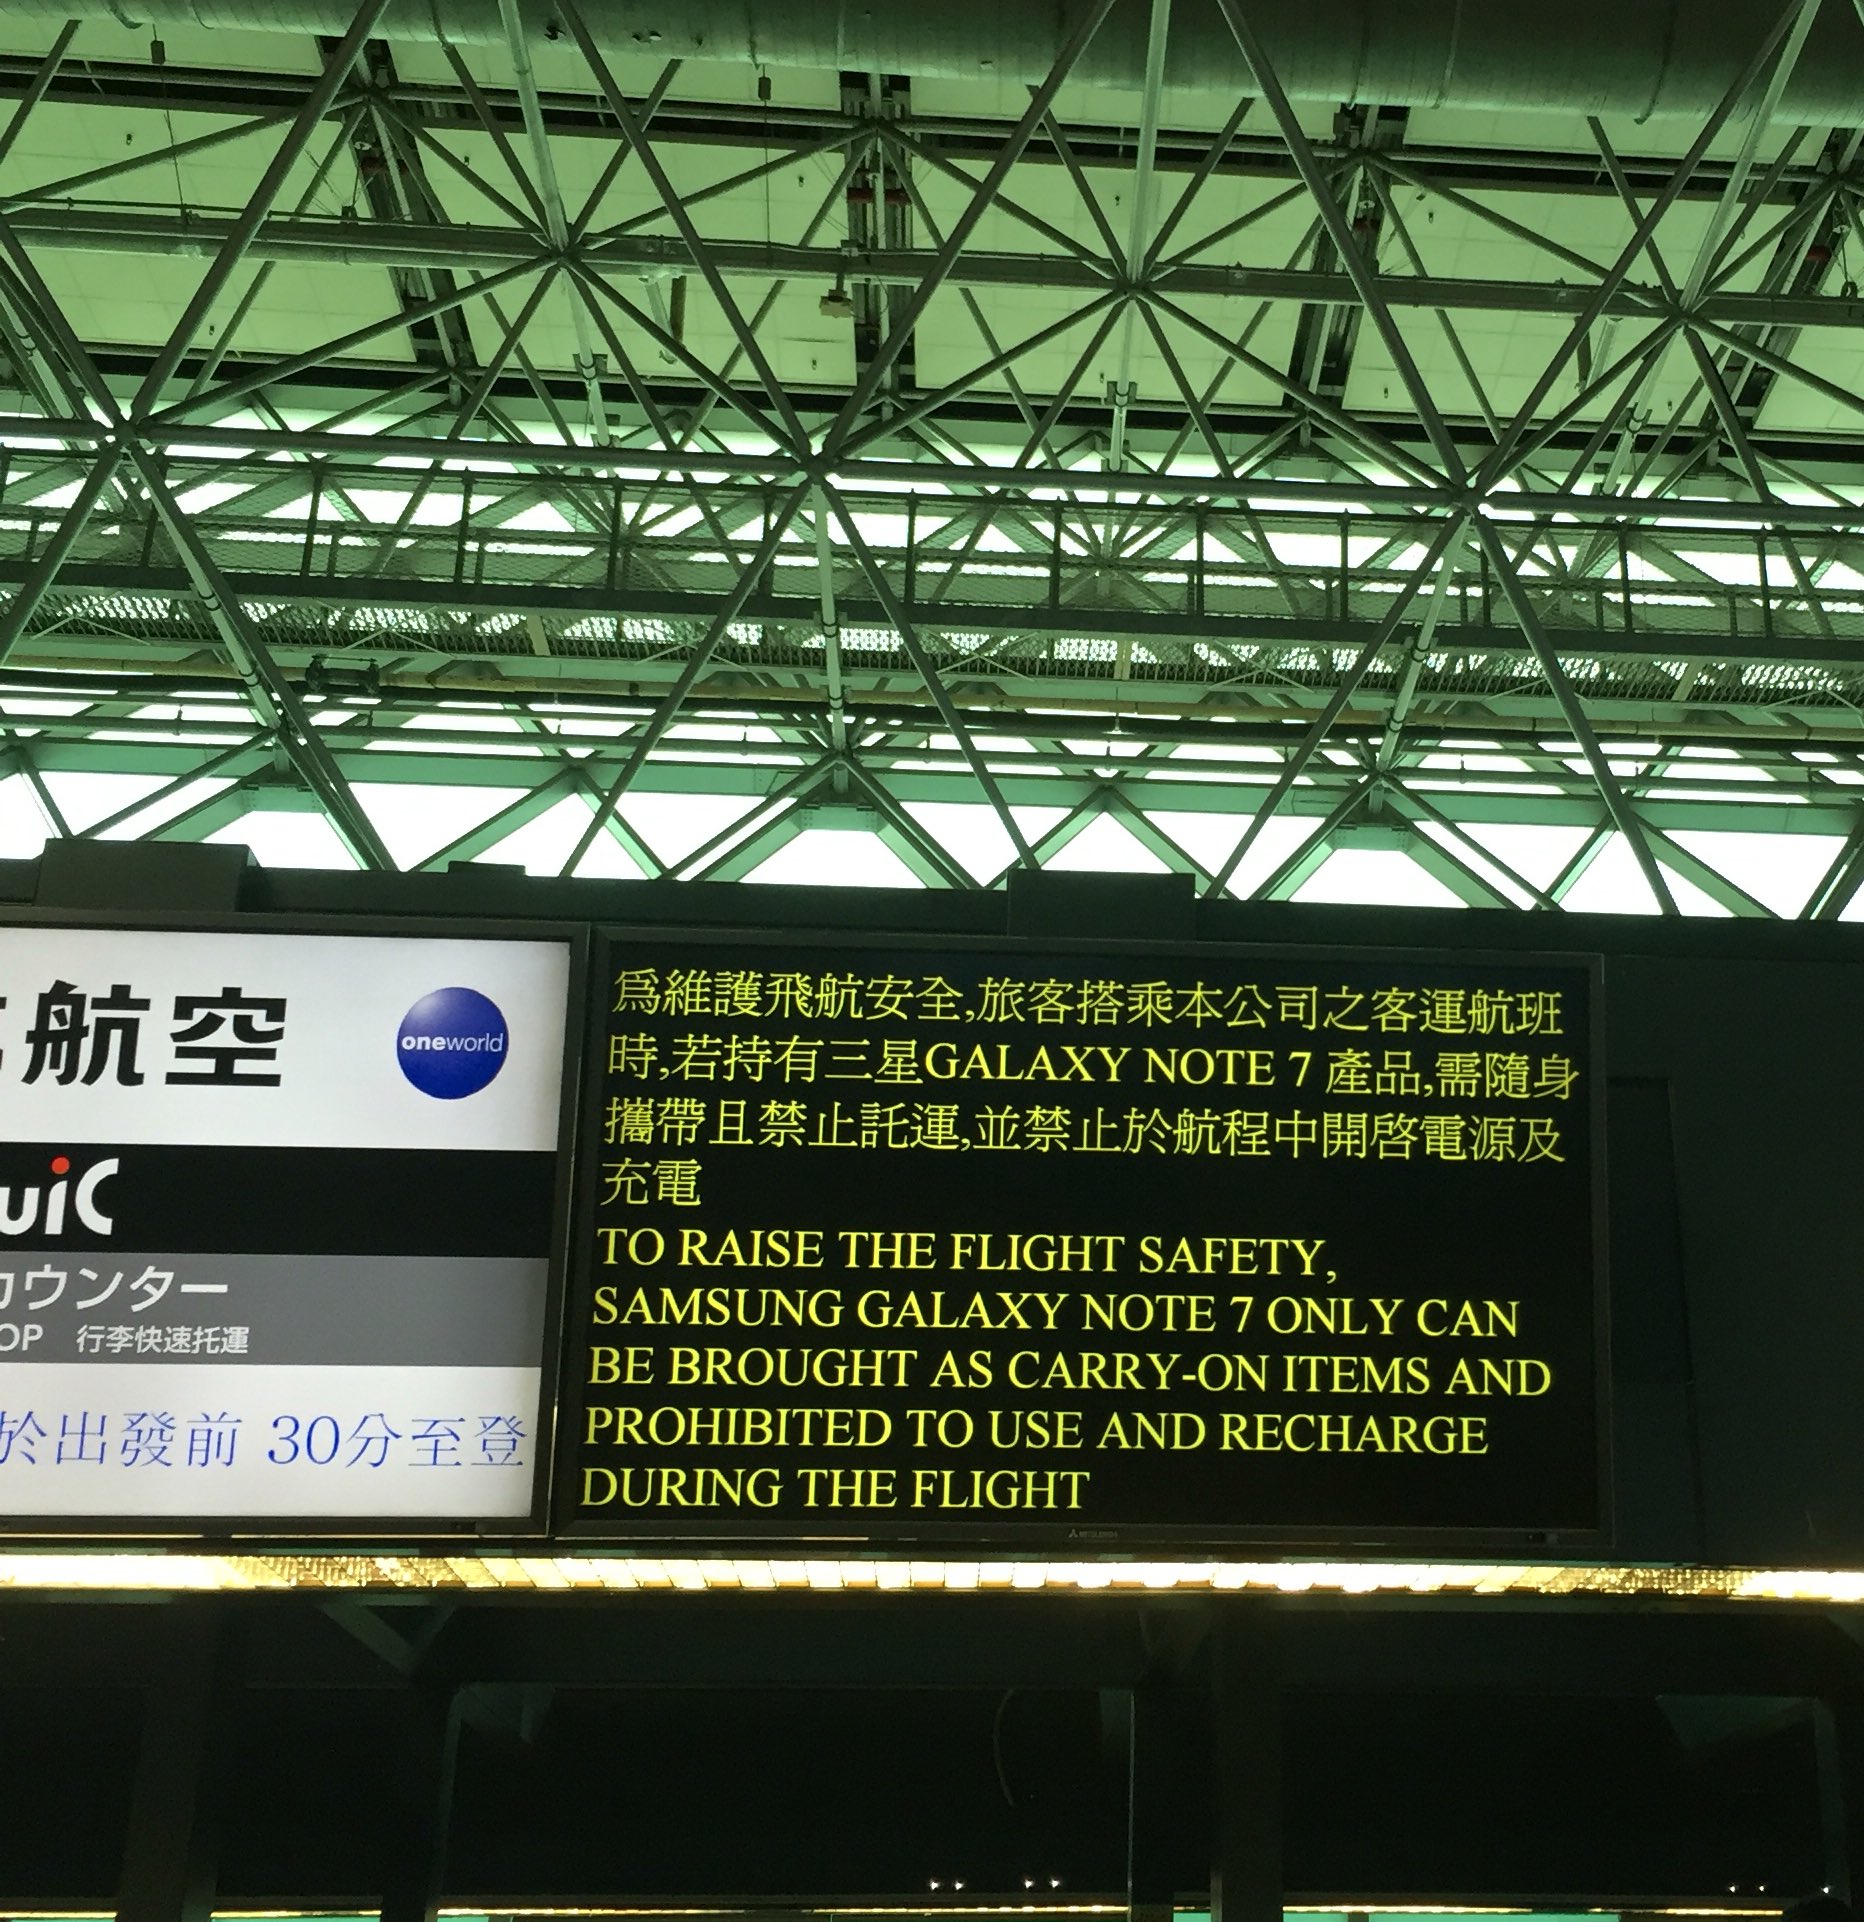 航空
oneworld
uic
カウンター
OP 行李快速托運
於出發前 30分至登
為維護飛航安全,旅客搭乘本公司之客運航班
時,若持有三星GALAXY NOTE 7 產品,需隨身
攜帶且禁止託運,並禁止於航程中開啓電源及
充電
TO RAISE THE FLIGHT SAFETY,
SAMSUNG GALAXY NOTE 7 ONLY CAN
BE BROUGHT AS CARRY-ON ITEMS AND
PROHIBITED TO USE AND RECHARGE
DURING THE FLIGHT
MITSUBISHI